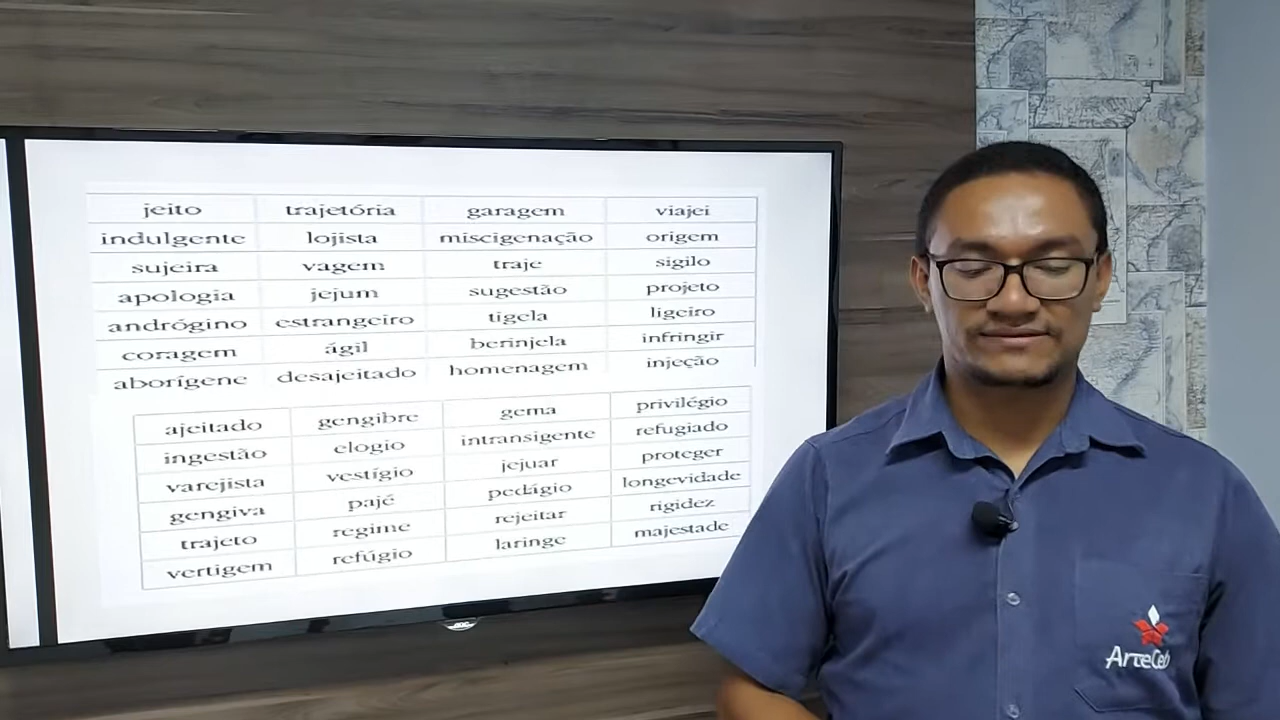 jeito trajetória garagem viajei
indulgente lojista miscigenação origem
sujeira vagem traje sigilo
apologia jejum sugestão projeto
andrógino estrangeiro tigela ligeiro
coragem ágil berinjela infringir
aborígene desajeitado homenagem injeção
ajeitado gengibre gema privilégio
ingestão elogio intransigente refugiado
varejista vestígio jejuar proteger
gengiva pajé pedágio longevidade
trajeto regime rejeitar rigidez
vertigem refúgio laringe majestade
AOC
ArteCeb